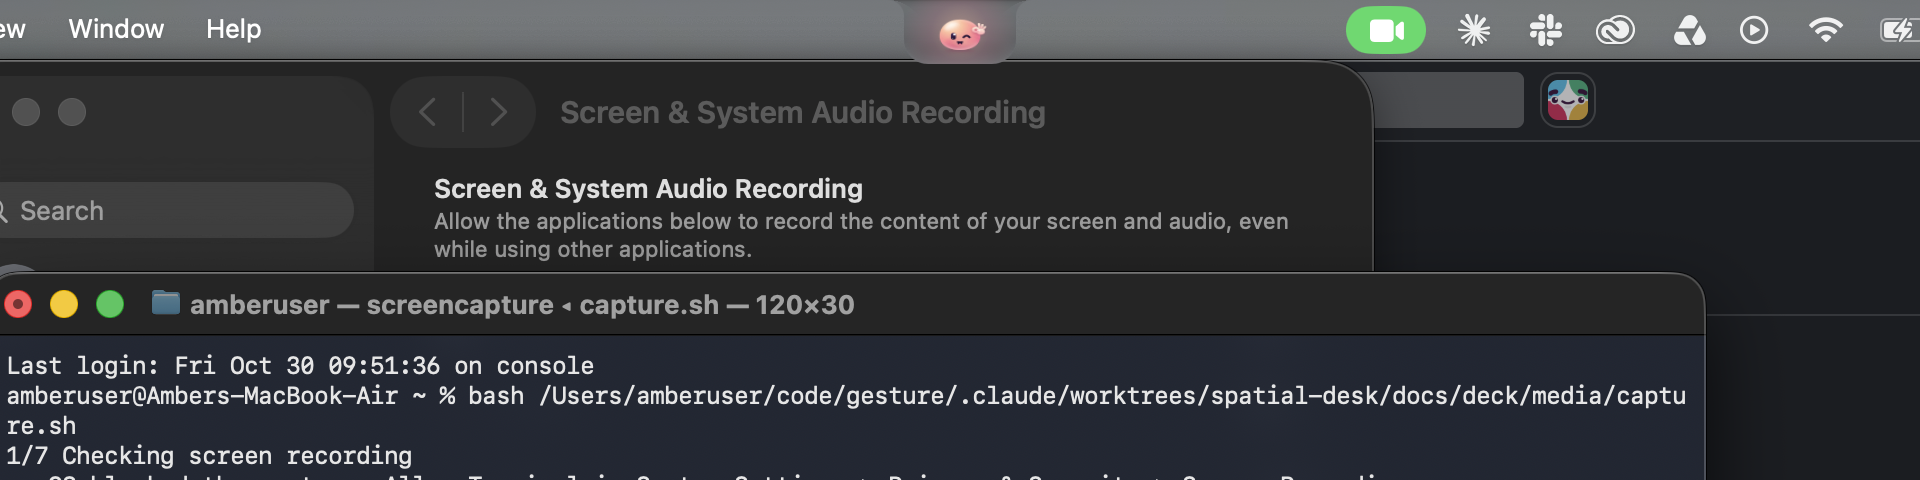 ew Window Help
Screen & System Audio Recording
Search
Screen & System Audio Recording
Allow the applications below to record the content of your screen and audio, even
while using other applications.
amberuser — screencapture ◂ capture.sh — 120×30
Last login: Fri Oct 30 09:51:36 on console
amberuser@Ambers-MacBook-Air ~ % bash /Users/amberuser/code/gesture/.claude/worktrees/spatial-desk/docs/deck/media/captu
re.sh
1/7 Checking screen recording